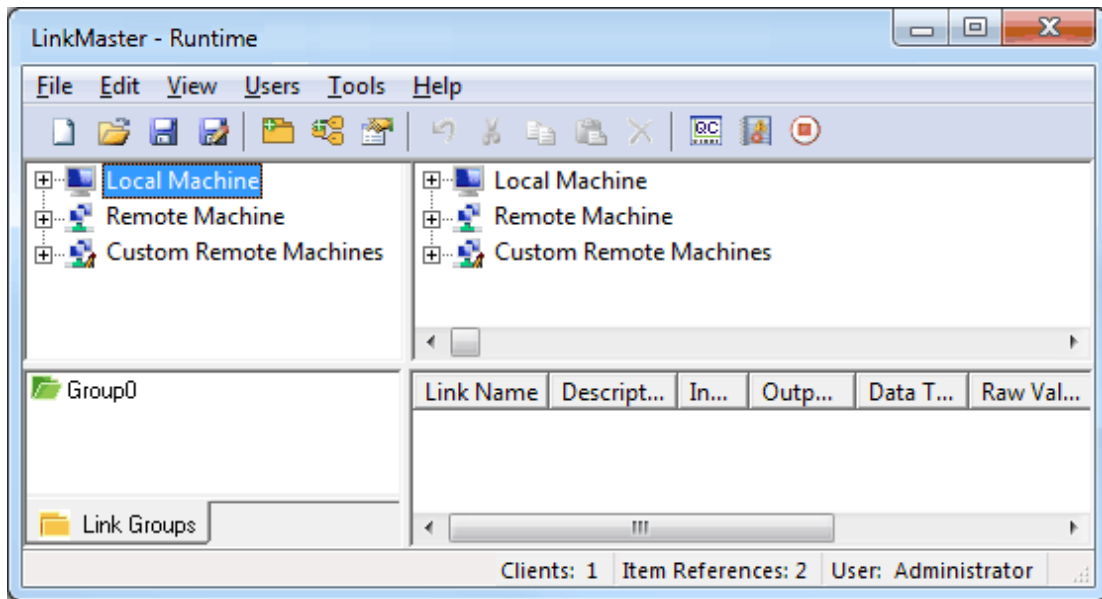 LinkMaster - Runtime
File Edit View Users Tools Help
QC
Local Machine
Remote Machine
Custom Remote Machines
Local Machine
Remote Machine
Custom Remote Machines
Group0
Link Groups
Link Name Descript... In... Outp... Data T... Raw Val...
Clients: 1 Item References: 2 User: Administrator